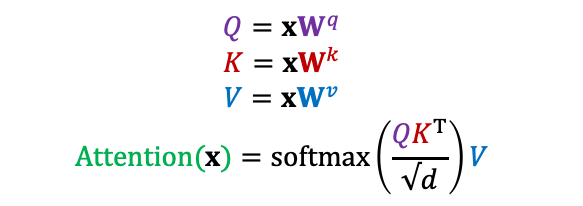 Q = xW^q
K = xW^k
V = xW^v
Attention(x) = softmax(QK^T/√d)V